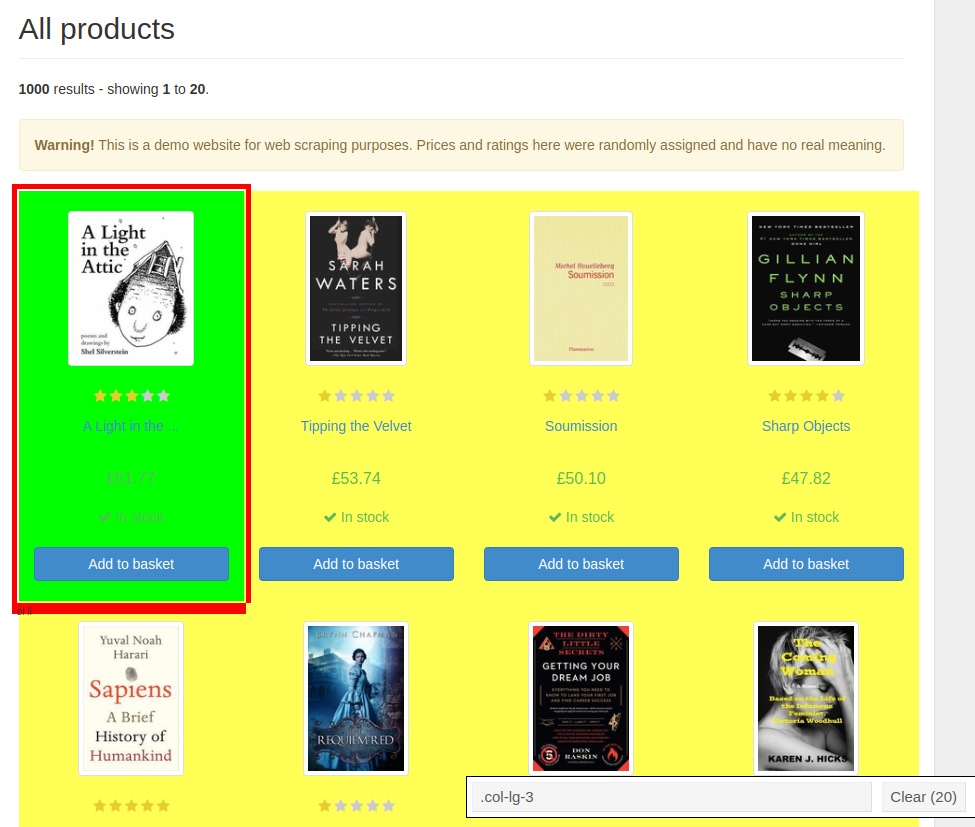 All products
1000 results - showing 1 to 20.
Warning! This is a demo website for web scraping purposes. Prices and ratings here were randomly assigned and have no real meaning.
A Light
in the
Attic
poems and
drawings by
Shel Silverstein
SARAH
WATERS
TIPPING
THE VELVET
Michel Houellebecq
Soumission
Flammarion
NEW YORK TIMES BESTSELLER
GILLIAN
FLYNN
SHARP
OBJECTS
A Light in the ...
Tipping the Velvet
Soumission
Sharp Objects
£51.77
£53.74
£50.10
£47.82
In stock
In stock
In stock
In stock
Add to basket
Add to basket
Add to basket
Add to basket
Yuval Noah
Harari
Sapiens
A Brief
History of
Humankind
BRYNN CHAPMAN
REQUIEM RED
THE DIRTY
LITTLE
SECRETS
GETTING YOUR
DREAM JOB
EVERYTHING YOU NEED TO
KNOW TO LAND YOUR FIRST JOB
AND FIND CAREER SUCCESS
DON
RASKIN
The
Coming
Woman
A Novel
Based on the Life of
the Infamous
Feminist,
Victoria Woodhull
KAREN J. HICKS
.col-lg-3
Clear (20)